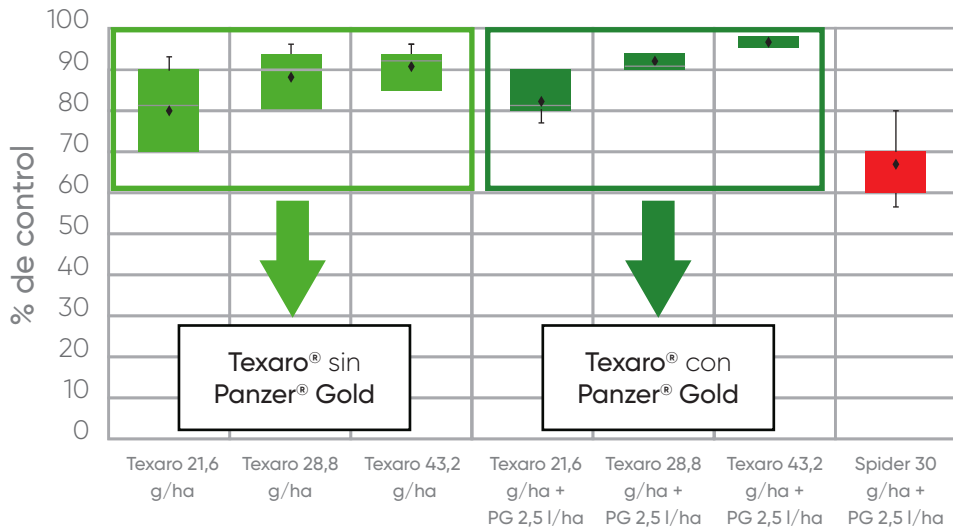 % de control
100
90
80
70
60
50
40
30
20
10
0
Texaro® sin
Panzer® Gold
Texaro® con
Panzer® Gold
Texaro 21,6
g/ha
Texaro 28,8
g/ha
Texaro 43,2
g/ha
Texaro 21,6
g/ha +
PG 2,5 l/ha
Texaro 28,8
g/ha +
PG 2,5 l/ha
Texaro 43,2
g/ha +
PG 2,5 l/ha
Spider 30
g/ha +
PG 2,5 l/ha